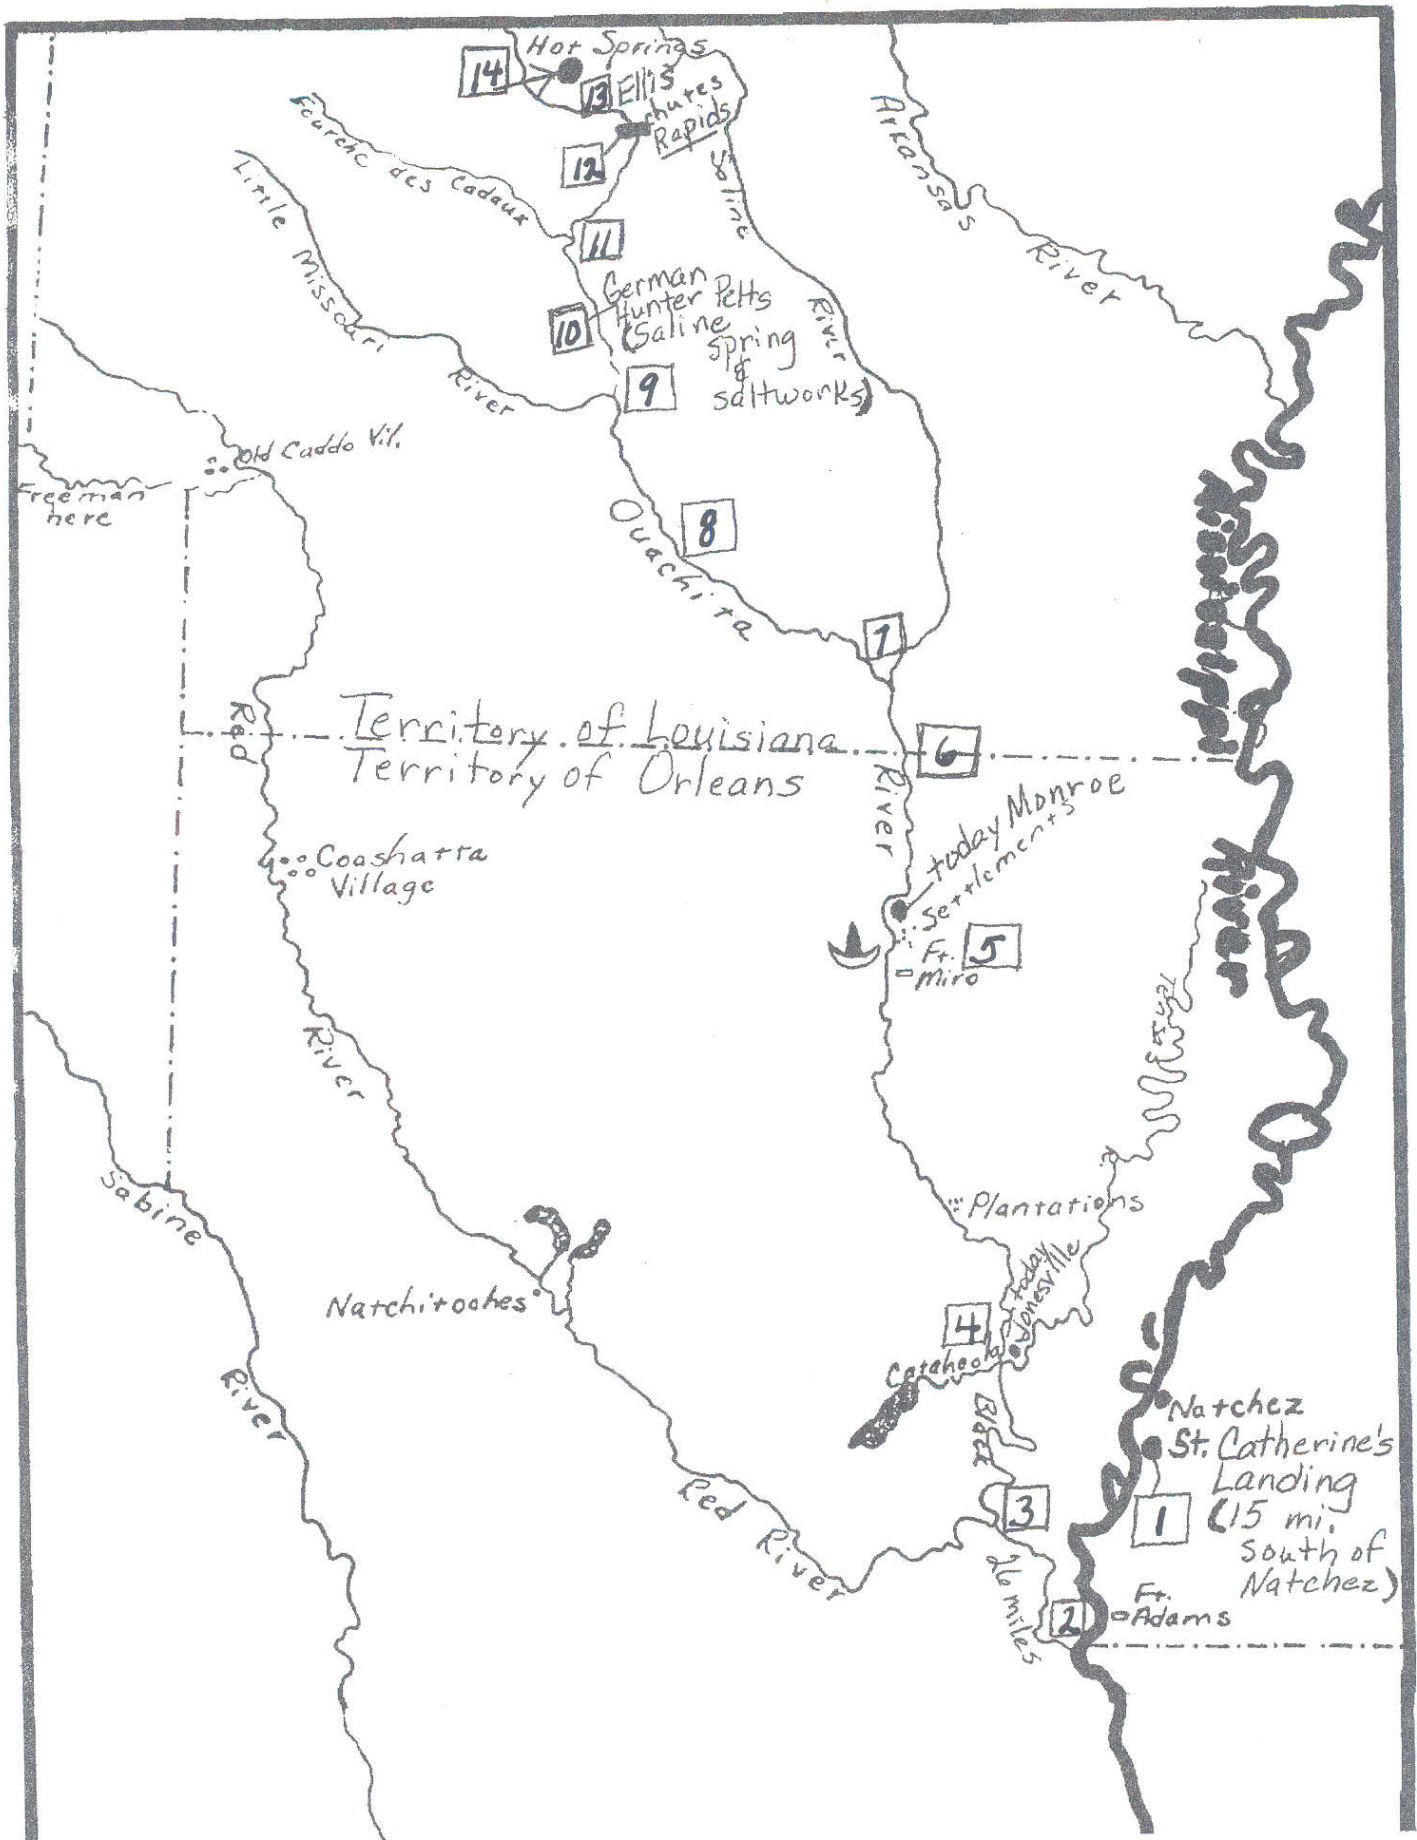 Hot Springs
14
13
Ellis
chutes
Rapids
12
Fourche des Cadaux
11
Little Missouri River
Saline River
Arkansas River
German
Hunter Pelts
10
(Saline
Spring
&
saltworks)
9
Old Caddo Vil.
Freeman
here
8
Ouachita River
7
Mississippi River
Red River
Territory of Louisiana
6
Territory of Orleans
today Monroe
Settlements
Coashatta
Village
5
Ft.
Miro
Tensas
R.
Sabine River
Plantations
today
Jonesville
Natchitoches
4
Catahoola
Black
Natchez
St. Catherine's
Landing
1
(15 mi.
south of
Natchez)
Red River
3
26 miles
2
Ft.
Adams